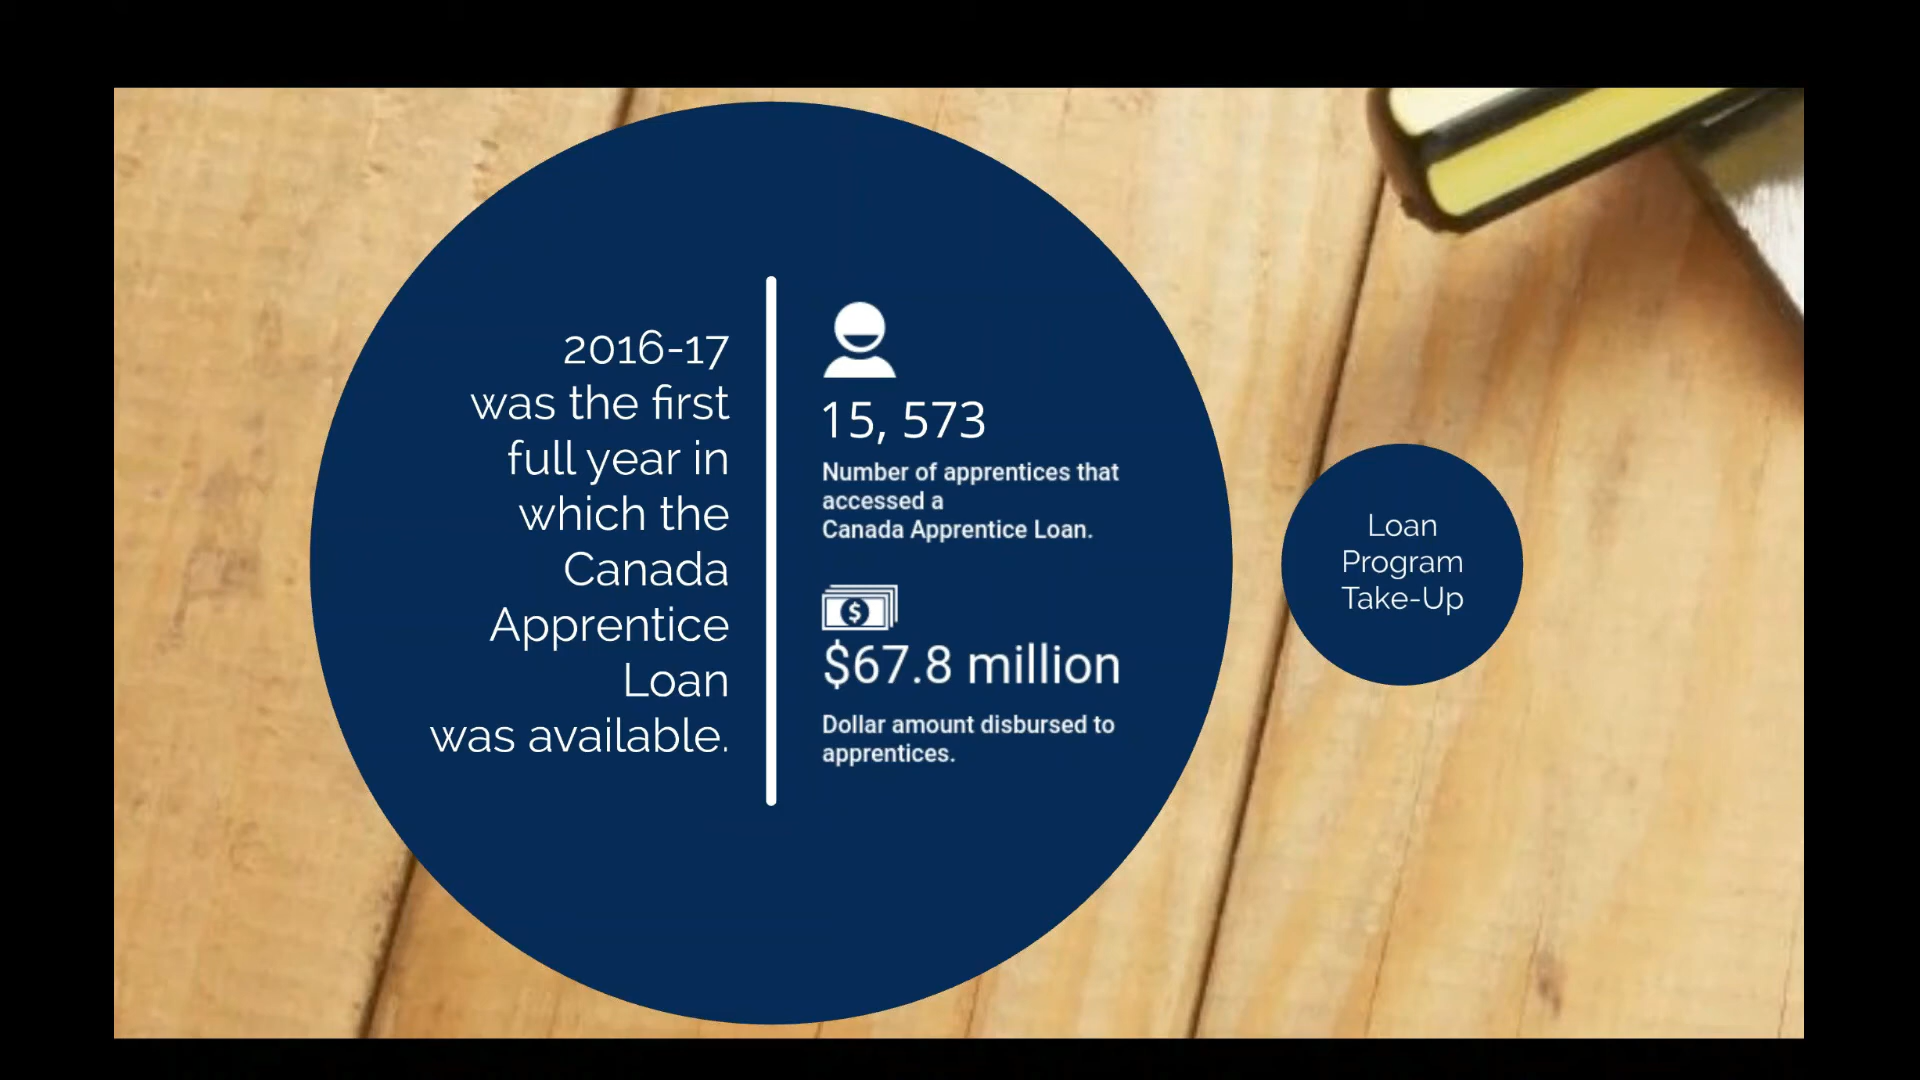 2016-17
was the first
full year in
which the
Canada
Apprentice
Loan
was available.
15, 573
Number of apprentices that
accessed a
Canada Apprentice Loan.
$
$67.8 million
Dollar amount disbursed to
apprentices.
Loan
Program
Take-Up